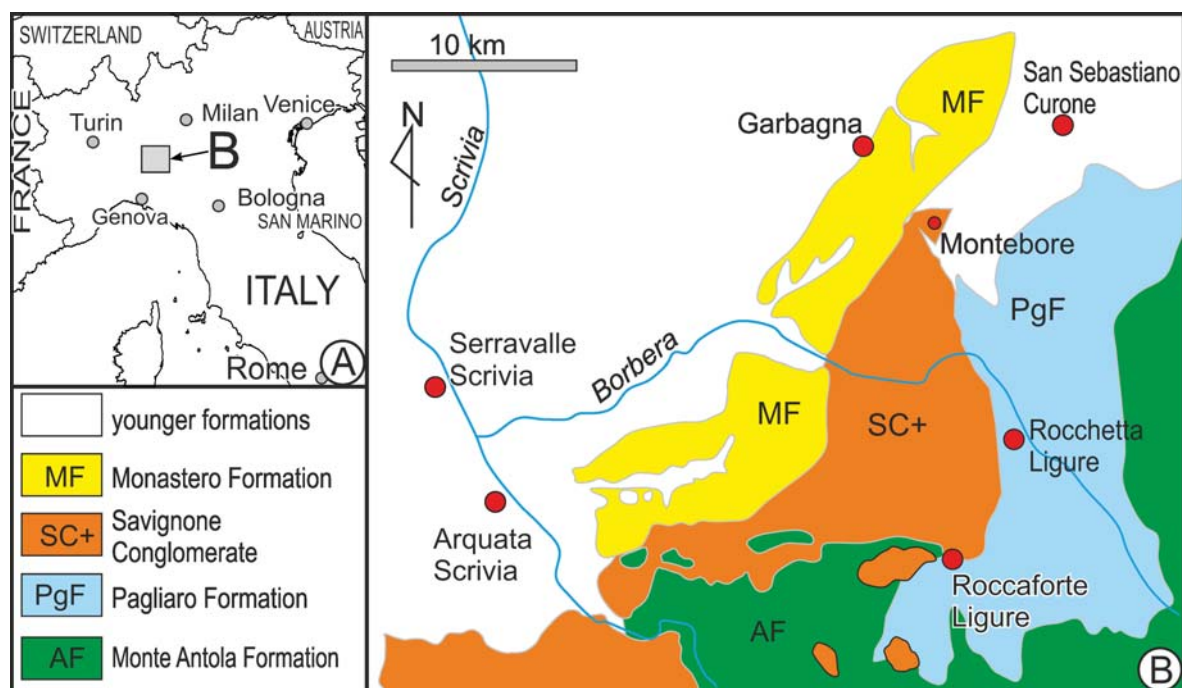 SWITZERLAND
AUSTRIA
FRANCE
Turin
Milan
Venice
B
Genova
Bologna
SAN MARINO
ITALY
Rome
A
younger formations
MF
Monastero Formation
SC+
Savignone
Conglomerate
PgF
Pagliaro Formation
AF
Monte Antola Formation
10 km
N
Scrivia
Garbagna
MF
San Sebastiano
Curone
Montebore
PgF
Serravalle
Scrivia
Borbera
MF
SC+
Rocchetta
Ligure
Arquata
Scrivia
Roccaforte
Ligure
AF
B